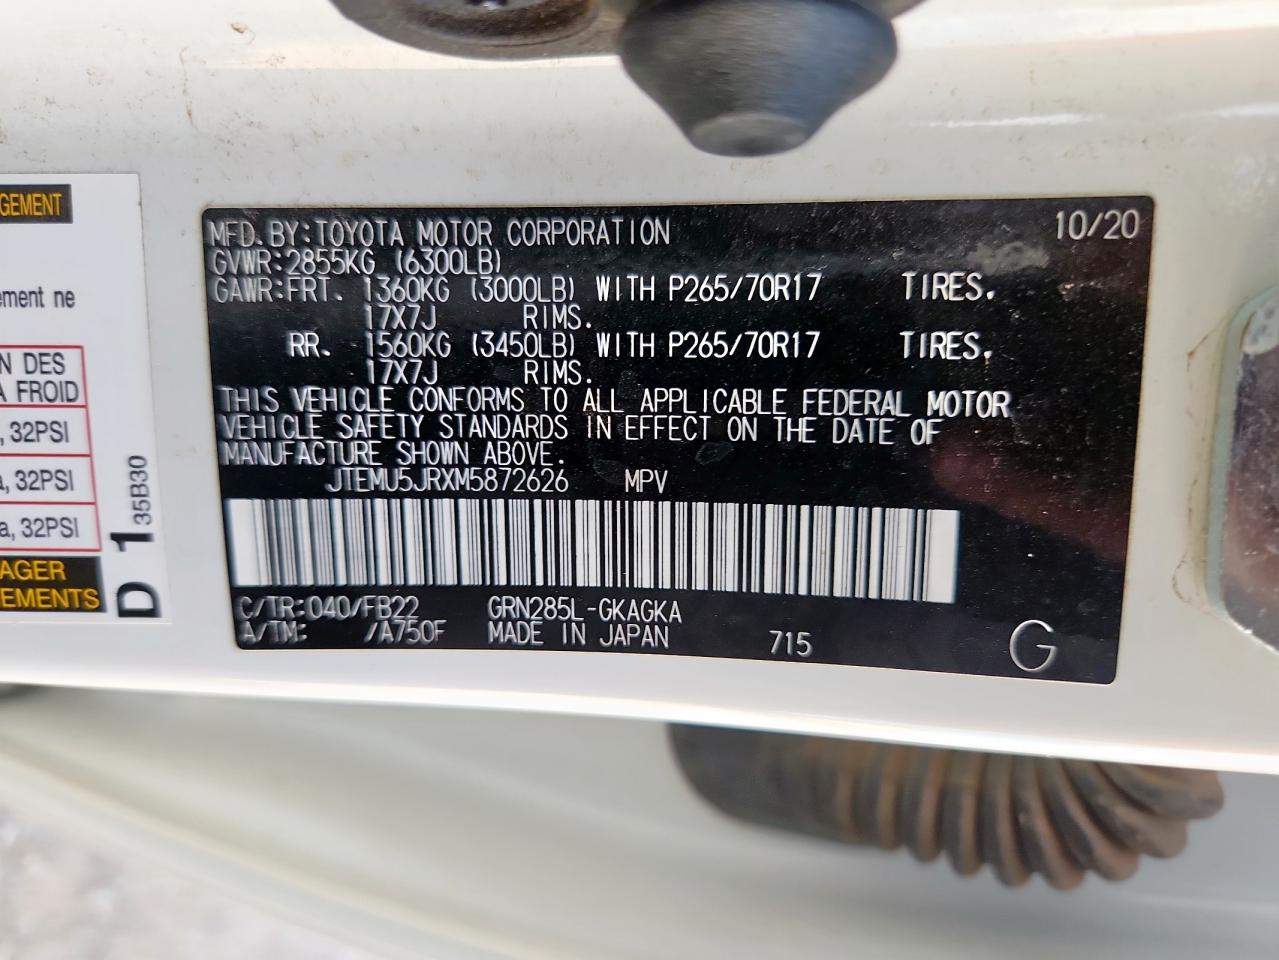 GEMENT
ement ne
N DES
A FROID
, 32PSI
a, 32PSI
a, 32PSI
AGER
EMENTS
D 1 35B30
MFD. BY:TOYOTA MOTOR CORPORATION 10/20
GVWR:2855KG (6300LB)
GAWR:FRT. 1360KG (3000LB) WITH P265/70R17 TIRES.
17X7J RIMS.
RR. 1560KG (3450LB) WITH P265/70R17 TIRES.
17X7J RIMS.
THIS VEHICLE CONFORMS TO ALL APPLICABLE FEDERAL MOTOR
VEHICLE SAFETY STANDARDS IN EFFECT ON THE DATE OF
MANUFACTURE SHOWN ABOVE.
JTEMU5JRXM5872626 MPV
C/TR:040/FB22 GRN285L-GKAGKA
A/TM: /A750F MADE IN JAPAN 715 G